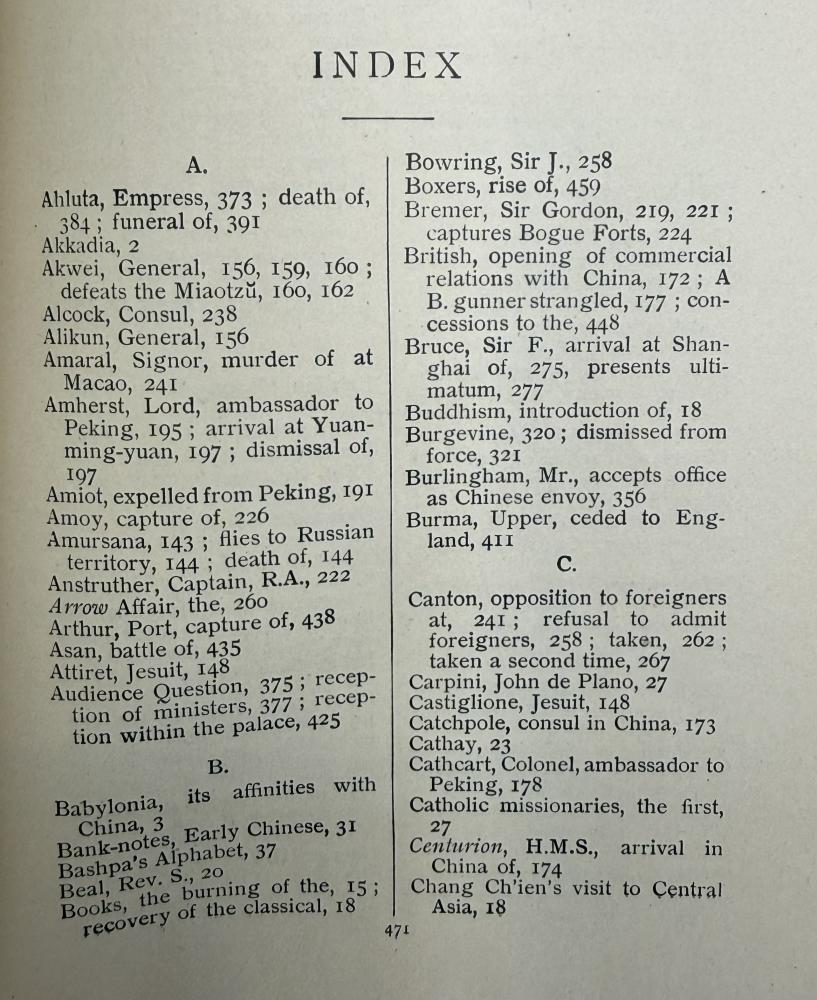 INDEX
A.
Ahluta, Empress, 373 ; death of,
384 ; funeral of, 391
Akkadia, 2
Akwei, General, 156, 159, 160 ;
defeats the Miaotzŭ, 160, 162
Alcock, Consul, 238
Alikun, General, 156
Amaral, Signor, murder of at
Macao, 241
Amherst, Lord, ambassador to
Peking, 195 ; arrival at Yuan-
ming-yuan, 197 ; dismissal of,
197
Amiot, expelled from Peking, 191
Amoy, capture of, 226
Amursana, 143 ; flies to Russian
territory, 144 ; death of, 144
Anstruther, Captain, R.A., 222
Arrow Affair, the, 260
Arthur, Port, capture of, 438
Asan, battle of, 435
Attiret, Jesuit, 148
Audience Question, 375 ; recep-
tion of ministers, 377 ; recep-
tion within the palace, 425
B.
Babylonia, its affinities with
China, 3
Bank-notes, Early Chinese, 31
Bashpa's Alphabet, 37
Beal, Rev. S., 20
Books, the burning of the, 15 ;
recovery of the classical, 18
Bowring, Sir J., 258
Boxers, rise of, 459
Bremer, Sir Gordon, 219, 221 ;
captures Bogue Forts, 224
British, opening of commercial
relations with China, 172 ; A
B. gunner strangled, 177 ; con-
cessions to the, 448
Bruce, Sir F., arrival at Shan-
ghai of, 275, presents ulti-
matum, 277
Buddhism, introduction of, 18
Burgevine, 320 ; dismissed from
force, 321
Burlingham, Mr., accepts office
as Chinese envoy, 356
Burma, Upper, ceded to Eng-
land, 411
C.
Canton, opposition to foreigners
at, 241 ; refusal to admit
foreigners, 258 ; taken, 262 ;
taken a second time, 267
Carpini, John de Plano, 27
Castiglione, Jesuit, 148
Catchpole, consul in China, 173
Cathay, 23
Cathcart, Colonel, ambassador to
Peking, 178
Catholic missionaries, the first,
27
Centurion, H.M.S., arrival in
China of, 174
Chang Ch'ien's visit to Central
Asia, 18
471